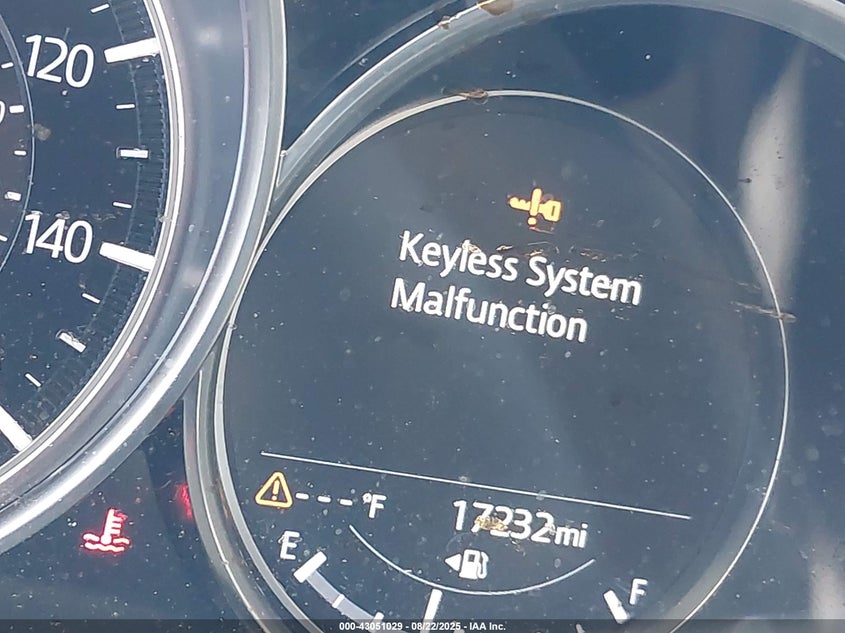 120
140
Keyless System
Malfunction
---°F
17232mi
E
F
000-43051029 - 08/22/2025 - IAA Inc.